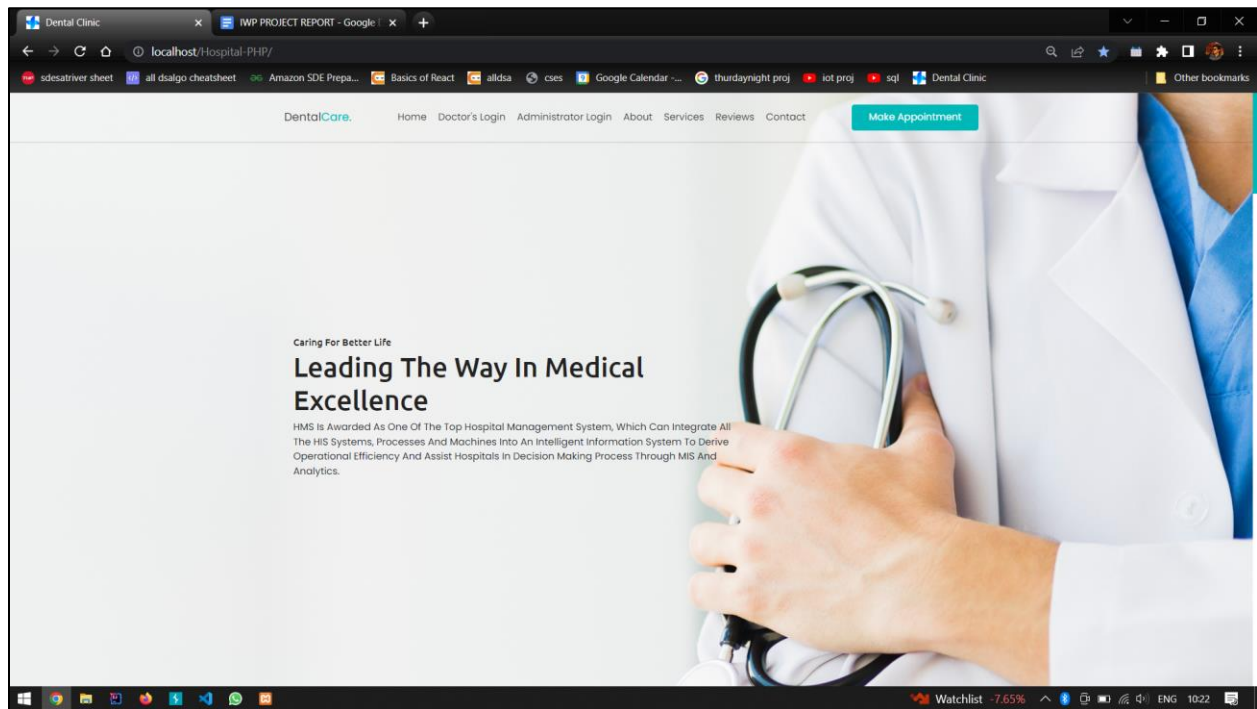 Dental Clinic
IWP PROJECT REPORT - Google
localhost/Hospital-PHP/
sdesatriver sheet all dsalgo cheatsheet Amazon SDE Prepa... Basics of React alldsa cses Google Calendar -... thurdaynight proj iot proj sql Dental Clinic Other bookmarks
DentalCare. Home Doctor's Login Administrator Login About Services Reviews Contact Make Appointment
Caring For Better Life
Leading The Way In Medical
Excellence
HMS Is Awarded As One Of The Top Hospital Management System, Which Can Integrate All
The HIS Systems, Processes And Machines Into An Intelligent Information System To Derive
Operational Efficiency And Assist Hospitals In Decision Making Process Through MIS And
Analytics.
Watchlist -7.65% ENG 10:22